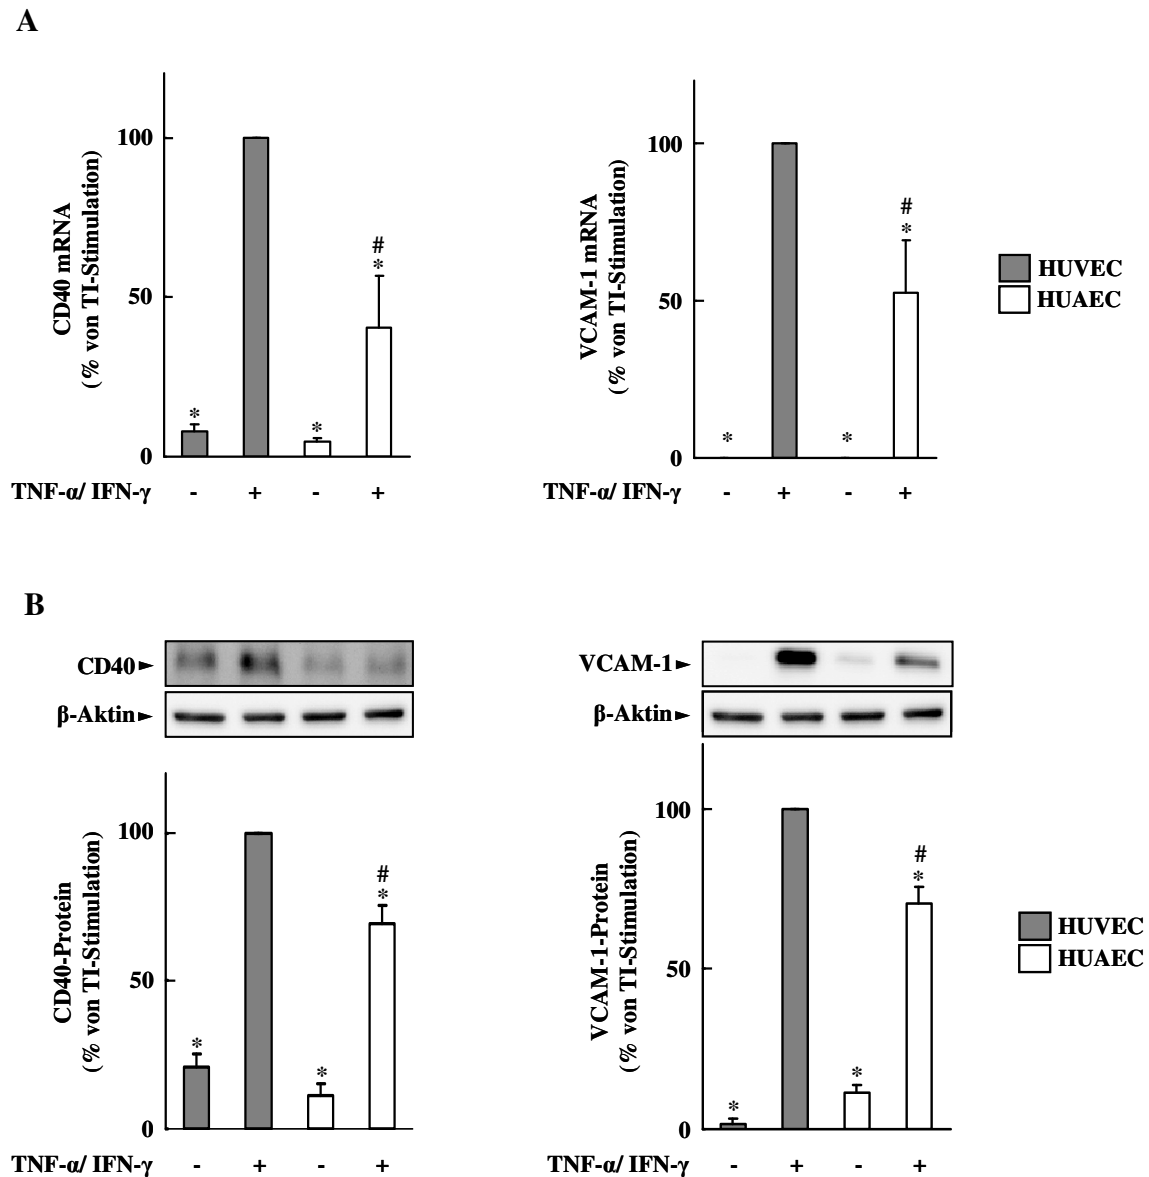 A
CD40 mRNA
(% von TI-Stimulation)
100
50
0
*
*
#
*
TNF-α/ IFN-γ - + - +
VCAM-1 mRNA
(% von TI-Stimulation)
100
50
0
*
*
#
*
TNF-α/ IFN-γ - + - +
HUVEC
HUAEC
B
CD40
β-Aktin
CD40-Protein
(% von TI-Stimulation)
100
50
0
*
*
#
*
TNF-α/ IFN-γ - + - +
VCAM-1
β-Aktin
VCAM-1-Protein
(% von TI-Stimulation)
100
50
0
*
*
#
*
TNF-α/ IFN-γ - + - +
HUVEC
HUAEC